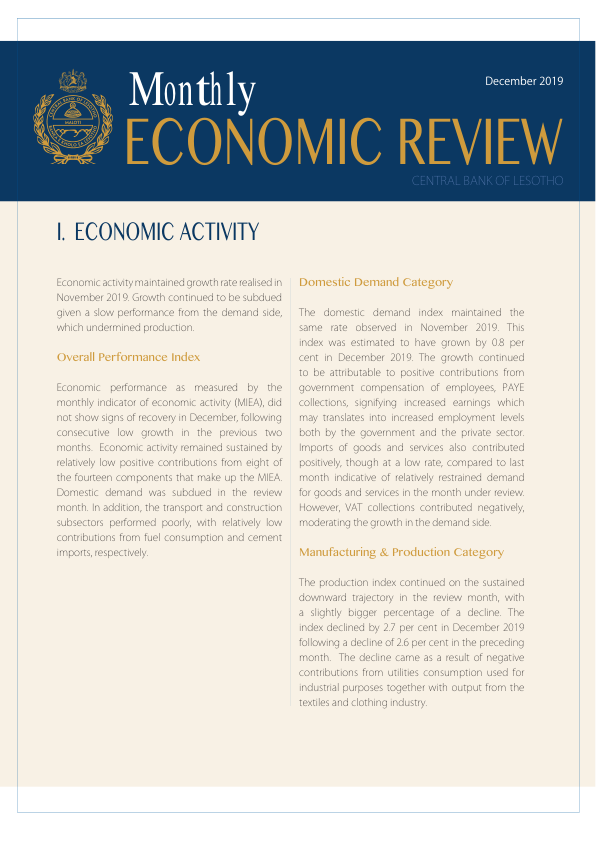 Monthly
December 2019
ECONOMIC REVIEW
CENTRAL BANK OF LESOTHO
CENTRAL BANK OF LESOTHO
MALOTI
I. ECONOMIC ACTIVITY
Economic activity maintained growth rate realised in
November 2019. Growth continued to be subdued
given a slow performance from the demand side,
which undermined production.
Overall Performance Index
Economic performance as measured by the
monthly indicator of economic activity (MIEA), did
not show signs of recovery in December, following
consecutive low growth in the previous two
months. Economic activity remained sustained by
relatively low positive contributions from eight of
the fourteen components that make up the MIEA.
Domestic demand was subdued in the review
month. In addition, the transport and construction
subsectors performed poorly, with relatively low
contributions from fuel consumption and cement
imports, respectively.
Domestic Demand Category
The domestic demand index maintained the
same rate observed in November 2019. This
index was estimated to have grown by 0.8 per
cent in December 2019. The growth continued
to be attributable to positive contributions from
government compensation of employees, PAYE
collections, signifying increased earnings which
may translates into increased employment levels
both by the government and the private sector.
Imports of goods and services also contributed
positively, though at a low rate, compared to last
month indicative of relatively restrained demand
for goods and services in the month under review.
However, VAT collections contributed negatively,
moderating the growth in the demand side.
Manufacturing & Production Category
The production index continued on the sustained
downward trajectory in the review month, with
a slightly bigger percentage of a decline. The
index declined by 2.7 per cent in December 2019
following a decline of 2.6 per cent in the preceding
month. The decline came as a result of negative
contributions from utilities consumption used for
industrial purposes together with output from the
textiles and clothing industry.